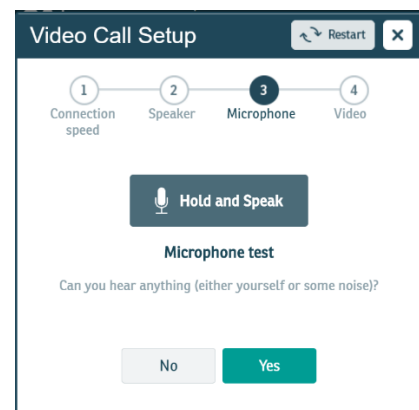 Video Call Setup
Restart
1
2
3
4
Connection speed
Speaker
Microphone
Video
Hold and Speak
Microphone test
Can you hear anything (either yourself or some noise)?
No
Yes